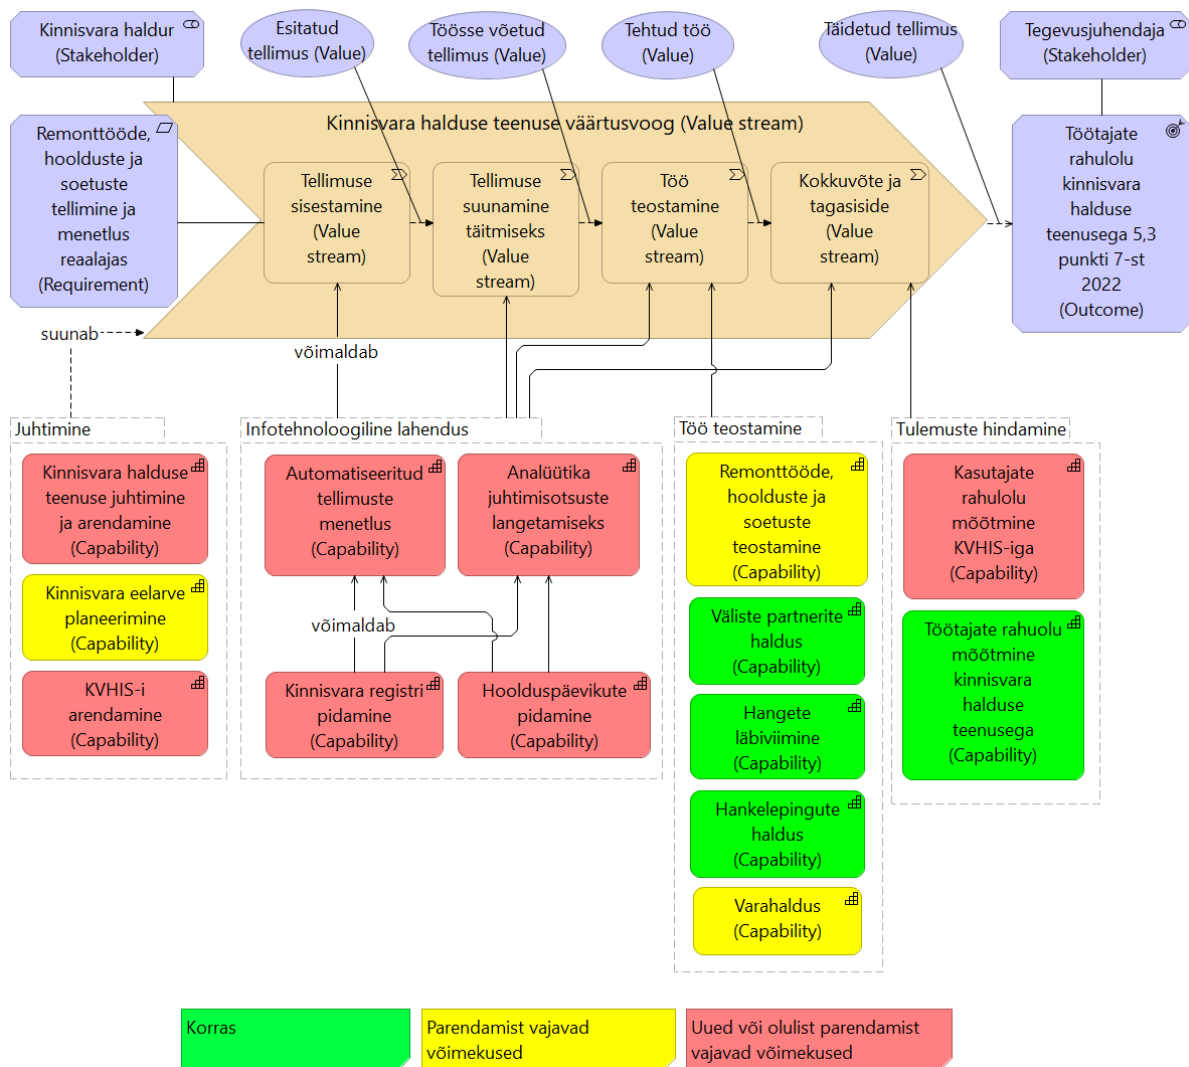 Kinnisvara haldur
(Stakeholder)
Esitatud
tellimus (Value)
Töösse võetud
tellimus (Value)
Tehtud töö
(Value)
Täidetud tellimus
(Value)
Tegevusjuhendaja
(Stakeholder)
Kinnisvara halduse teenuse väärtusvoog (Value stream)
Remonttööde,
hoolduste ja
soetuste
tellimine ja
menetlus
reaalajas
(Requirement)
Tellimuse
sisestamine
(Value
stream)
Tellimuse
suunamine
täitmiseks
(Value
stream)
Töö
teostamine
(Value
stream)
Kokkuvõte ja
tagasiside
(Value
stream)
Töötajate
rahulolu
kinnisvara
halduse
teenusega 5,3
punkti 7-st
2022
(Outcome)
suunab
võimaldab
Juhtimine
Kinnisvara halduse
teenuse juhtimine
ja arendamine
(Capability)
Kinnisvara eelarve
planeerimine
(Capability)
KVHIS-i
arendamine
(Capability)
Infotehnoloogiline lahendus
Automatiseeritud
tellimuste
menetlus
(Capability)
Analüütika
juhtimisotsuste
langetamiseks
(Capability)
võimaldab
Kinnisvara registri
pidamine
(Capability)
Hoolduspäevikute
pidamine
(Capability)
Töö teostamine
Remonttööde,
hoolduste ja
soetuste
teostamine
(Capability)
Väliste partnerite
haldus
(Capability)
Hangete
läbiviimine
(Capability)
Hankelepingute
haldus
(Capability)
Varahaldus
(Capability)
Tulemuste hindamine
Kasutajate
rahulolu
mõõtmine
KVHIS-iga
(Capability)
Töötajate rahuolu
mõõtmine
kinnisvara
halduse
teenusega
(Capability)
Korras
Parendamist vajavad
võimekused
Uued või olulist parendamist
vajavad võimekused